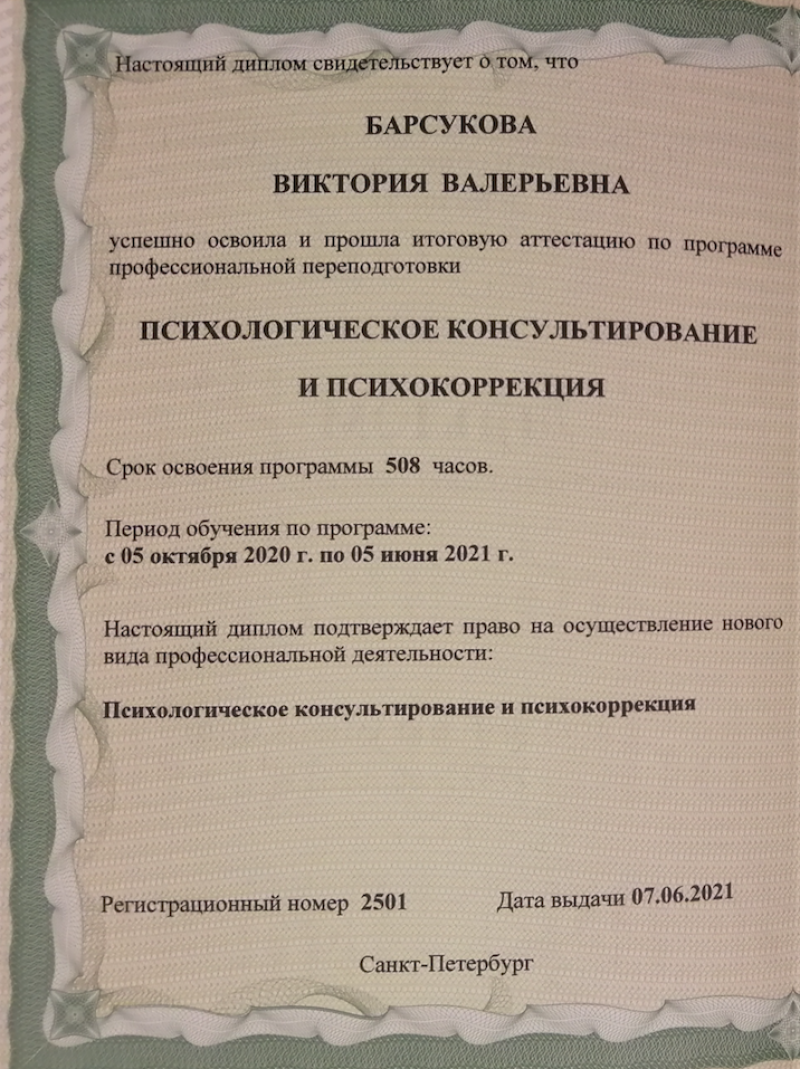 Настоящий диплом свидетельствует о том, что
БАРСУКОВА
ВИКТОРИЯ ВАЛЕРЬЕВНА
успешно освоила и прошла итоговую аттестацию по программе
профессиональной переподготовки
ПСИХОЛОГИЧЕСКОЕ КОНСУЛЬТИРОВАНИЕ
И ПСИХОКОРРЕКЦИЯ
Срок освоения программы 508 часов.
Период обучения по программе:
с 05 октября 2020 г. по 05 июня 2021 г.
Настоящий диплом подтверждает право на осуществление нового
вида профессиональной деятельности:
Психологическое консультирование и психокоррекция
Регистрационный номер 2501 Дата выдачи 07.06.2021
Санкт-Петербург